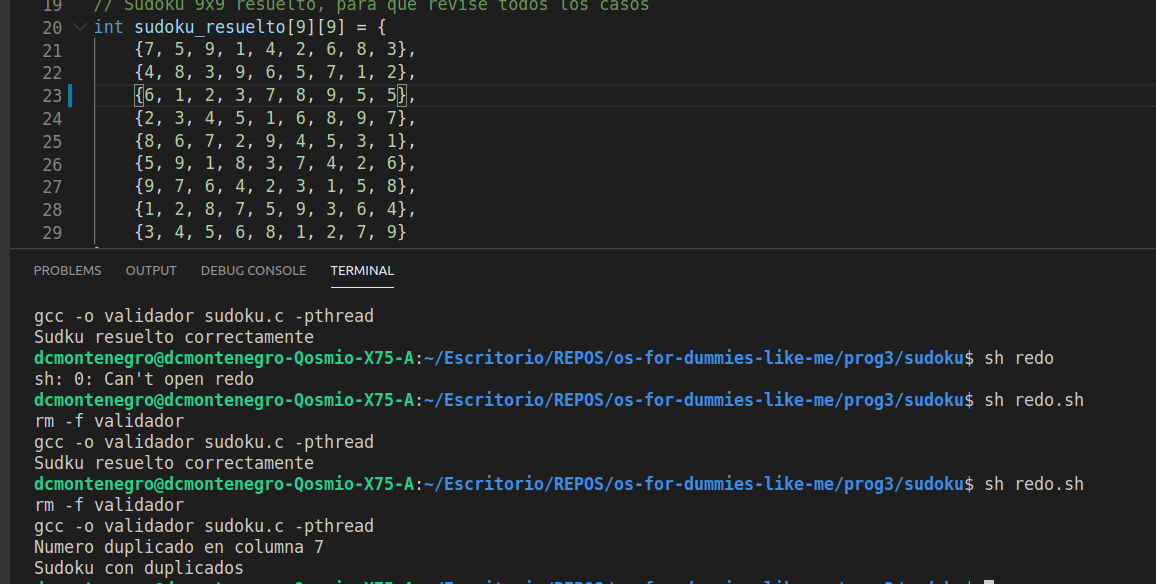 19 // Sudoku 9x9 resuelto, para que revise todos los casos
20 int sudoku_resuelto[9][9] = {
21 {7, 5, 9, 1, 4, 2, 6, 8, 3},
22 {4, 8, 3, 9, 6, 5, 7, 1, 2},
23 {6, 1, 2, 3, 7, 8, 9, 5, 5},
24 {2, 3, 4, 5, 1, 6, 8, 9, 7},
25 {8, 6, 7, 2, 9, 4, 5, 3, 1},
26 {5, 9, 1, 8, 3, 7, 4, 2, 6},
27 {9, 7, 6, 4, 2, 3, 1, 5, 8},
28 {1, 2, 8, 7, 5, 9, 3, 6, 4},
29 {3, 4, 5, 6, 8, 1, 2, 7, 9}
PROBLEMS OUTPUT DEBUG CONSOLE TERMINAL
gcc -o validador sudoku.c -pthread
Sudku resuelto correctamente
dcmontenegro@dcmontenegro-Qosmio-X75-A:~/Escritorio/REPOS/os-for-dummies-like-me/prog3/sudoku$ sh redo
sh: 0: Can't open redo
dcmontenegro@dcmontenegro-Qosmio-X75-A:~/Escritorio/REPOS/os-for-dummies-like-me/prog3/sudoku$ sh redo.sh
rm -f validador
gcc -o validador sudoku.c -pthread
Sudku resuelto correctamente
dcmontenegro@dcmontenegro-Qosmio-X75-A:~/Escritorio/REPOS/os-for-dummies-like-me/prog3/sudoku$ sh redo.sh
rm -f validador
gcc -o validador sudoku.c -pthread
Numero duplicado en columna 7
Sudoku con duplicados